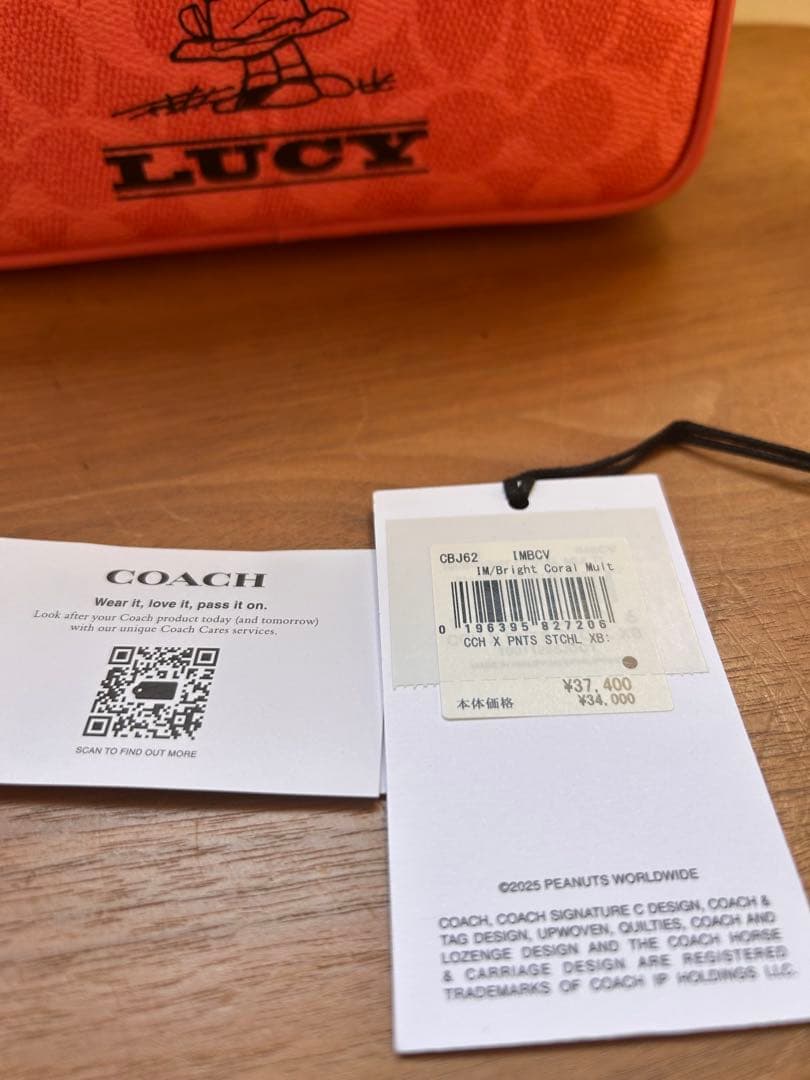 LUCY
COACH
Wear it, love it, pass it on.
Look after your Coach product today (and tomorrow)
with our unique Coach Cares services.
SCAN TO FIND OUT MORE
CBJ62 IMBCV
IM/Bright Coral Mult
0 196395 827206
CCH X PNTS STCHL XB:
¥37,400
本体価格 ¥34,000
©2025 PEANUTS WORLDWIDE
COACH, COACH SIGNATURE C DESIGN, COACH &
TAG DESIGN, UPWOVEN, QUILTIES, COACH AND
LOZENGE DESIGN AND THE COACH HORSE
& CARRIAGE DESIGN ARE REGISTERED
TRADEMARKS OF COACH IP HOLDINGS LLC.